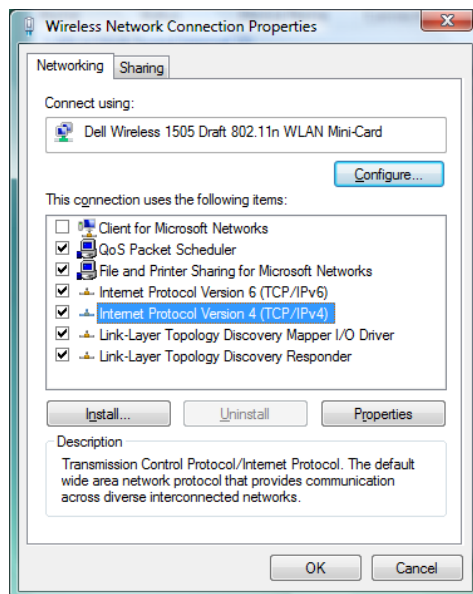 Wireless Network Connection Properties
Networking
Sharing
Connect using:
Dell Wireless 1505 Draft 802.11n WLAN Mini-Card
Configure...
This connection uses the following items:
Client for Microsoft Networks
QoS Packet Scheduler
File and Printer Sharing for Microsoft Networks
Internet Protocol Version 6 (TCP/IPv6)
Internet Protocol Version 4 (TCP/IPv4)
Link-Layer Topology Discovery Mapper I/O Driver
Link-Layer Topology Discovery Responder
Install...
Uninstall
Properties
Description
Transmission Control Protocol/Internet Protocol. The default
wide area network protocol that provides communication
across diverse interconnected networks.
OK
Cancel